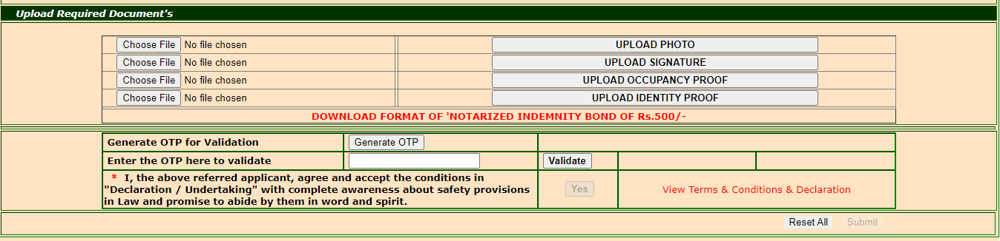 Upload Required Document's
Choose File No file chosen UPLOAD PHOTO
Choose File No file chosen UPLOAD SIGNATURE
Choose File No file chosen UPLOAD OCCUPANCY PROOF
Choose File No file chosen UPLOAD IDENTITY PROOF
DOWNLOAD FORMAT OF 'NOTARIZED INDEMNITY BOND OF Rs.500/-
Generate OTP for Validation Generate OTP
Enter the OTP here to validate Validate
* I, the above referred applicant, agree and accept the conditions in
"Declaration / Undertaking" with complete awareness about safety provisions
in Law and promise to abide by them in word and spirit.
Yes
View Terms & Conditions & Declaration
Reset All Submit